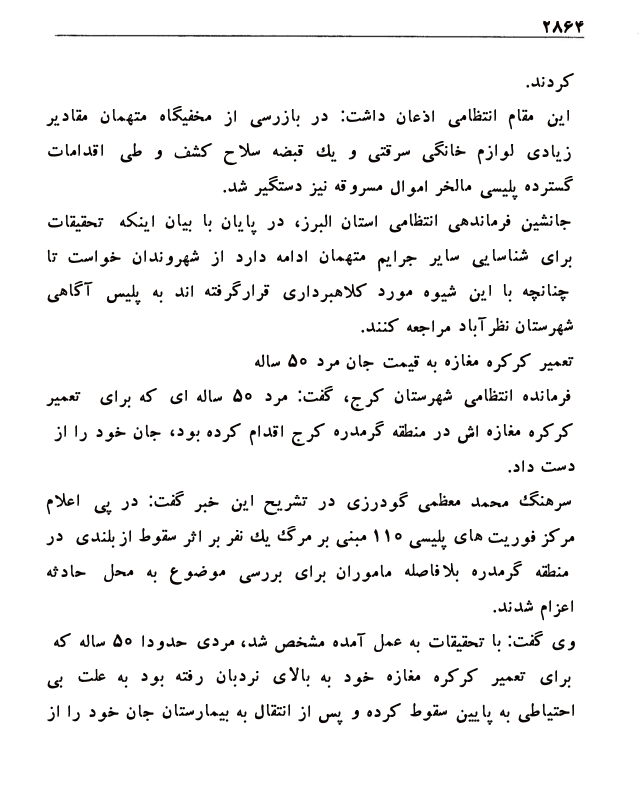 ۲۸۶۴
کردند.
این مقام انتظامی اذعان داشت: در بازرسی از مخفیگاه متهمان مقادیر
زیادی لوازم خانگی سرقتی و یك قبضه سلاح کشف و طی اقدامات
گسترده پلیسی مالخر اموال مسروقه نیز دستگیر شد.
جانشین فرماندهی انتظامی استان البرز، در پایان با بیان اینکه تحقیقات
برای شناسایی سایر جرایم متهمان ادامه دارد از شهروندان خواست تا
چنانچه با این شیوه مورد کلاهبرداری قرارگرفته اند به پلیس آگاهی
شهرستان نظرآباد مراجعه کنند.
تعمیر کرکره مغازه به قیمت جان مرد ۵۰ ساله
فرمانده انتظامی شهرستان کرج، گفت: مرد ۵۰ ساله ای که برای تعمیر
کرکره مغازه اش در منطقه گرمدره کرج اقدام کرده بود، جان خود را از
دست داد.
سرهنگ محمد معظمی گودرزی در تشریح این خبر گفت: در پی اعلام
مرکز فوریت های پلیسی ۱۱۰ مبنی بر مرگ یك نفر بر اثر سقوط از بلندی در
منطقه گرمدره بلافاصله ماموران برای بررسی موضوع به محل حادثه
اعزام شدند.
وی گفت: با تحقیقات به عمل آمده مشخص شد، مردی حدودا ۵۰ ساله که
برای تعمیر کرکره مغازه خود به بالای نردبان رفته بود به علت بی
احتیاطی به پایین سقوط کرده و پس از انتقال به بیمارستان جان خود را از